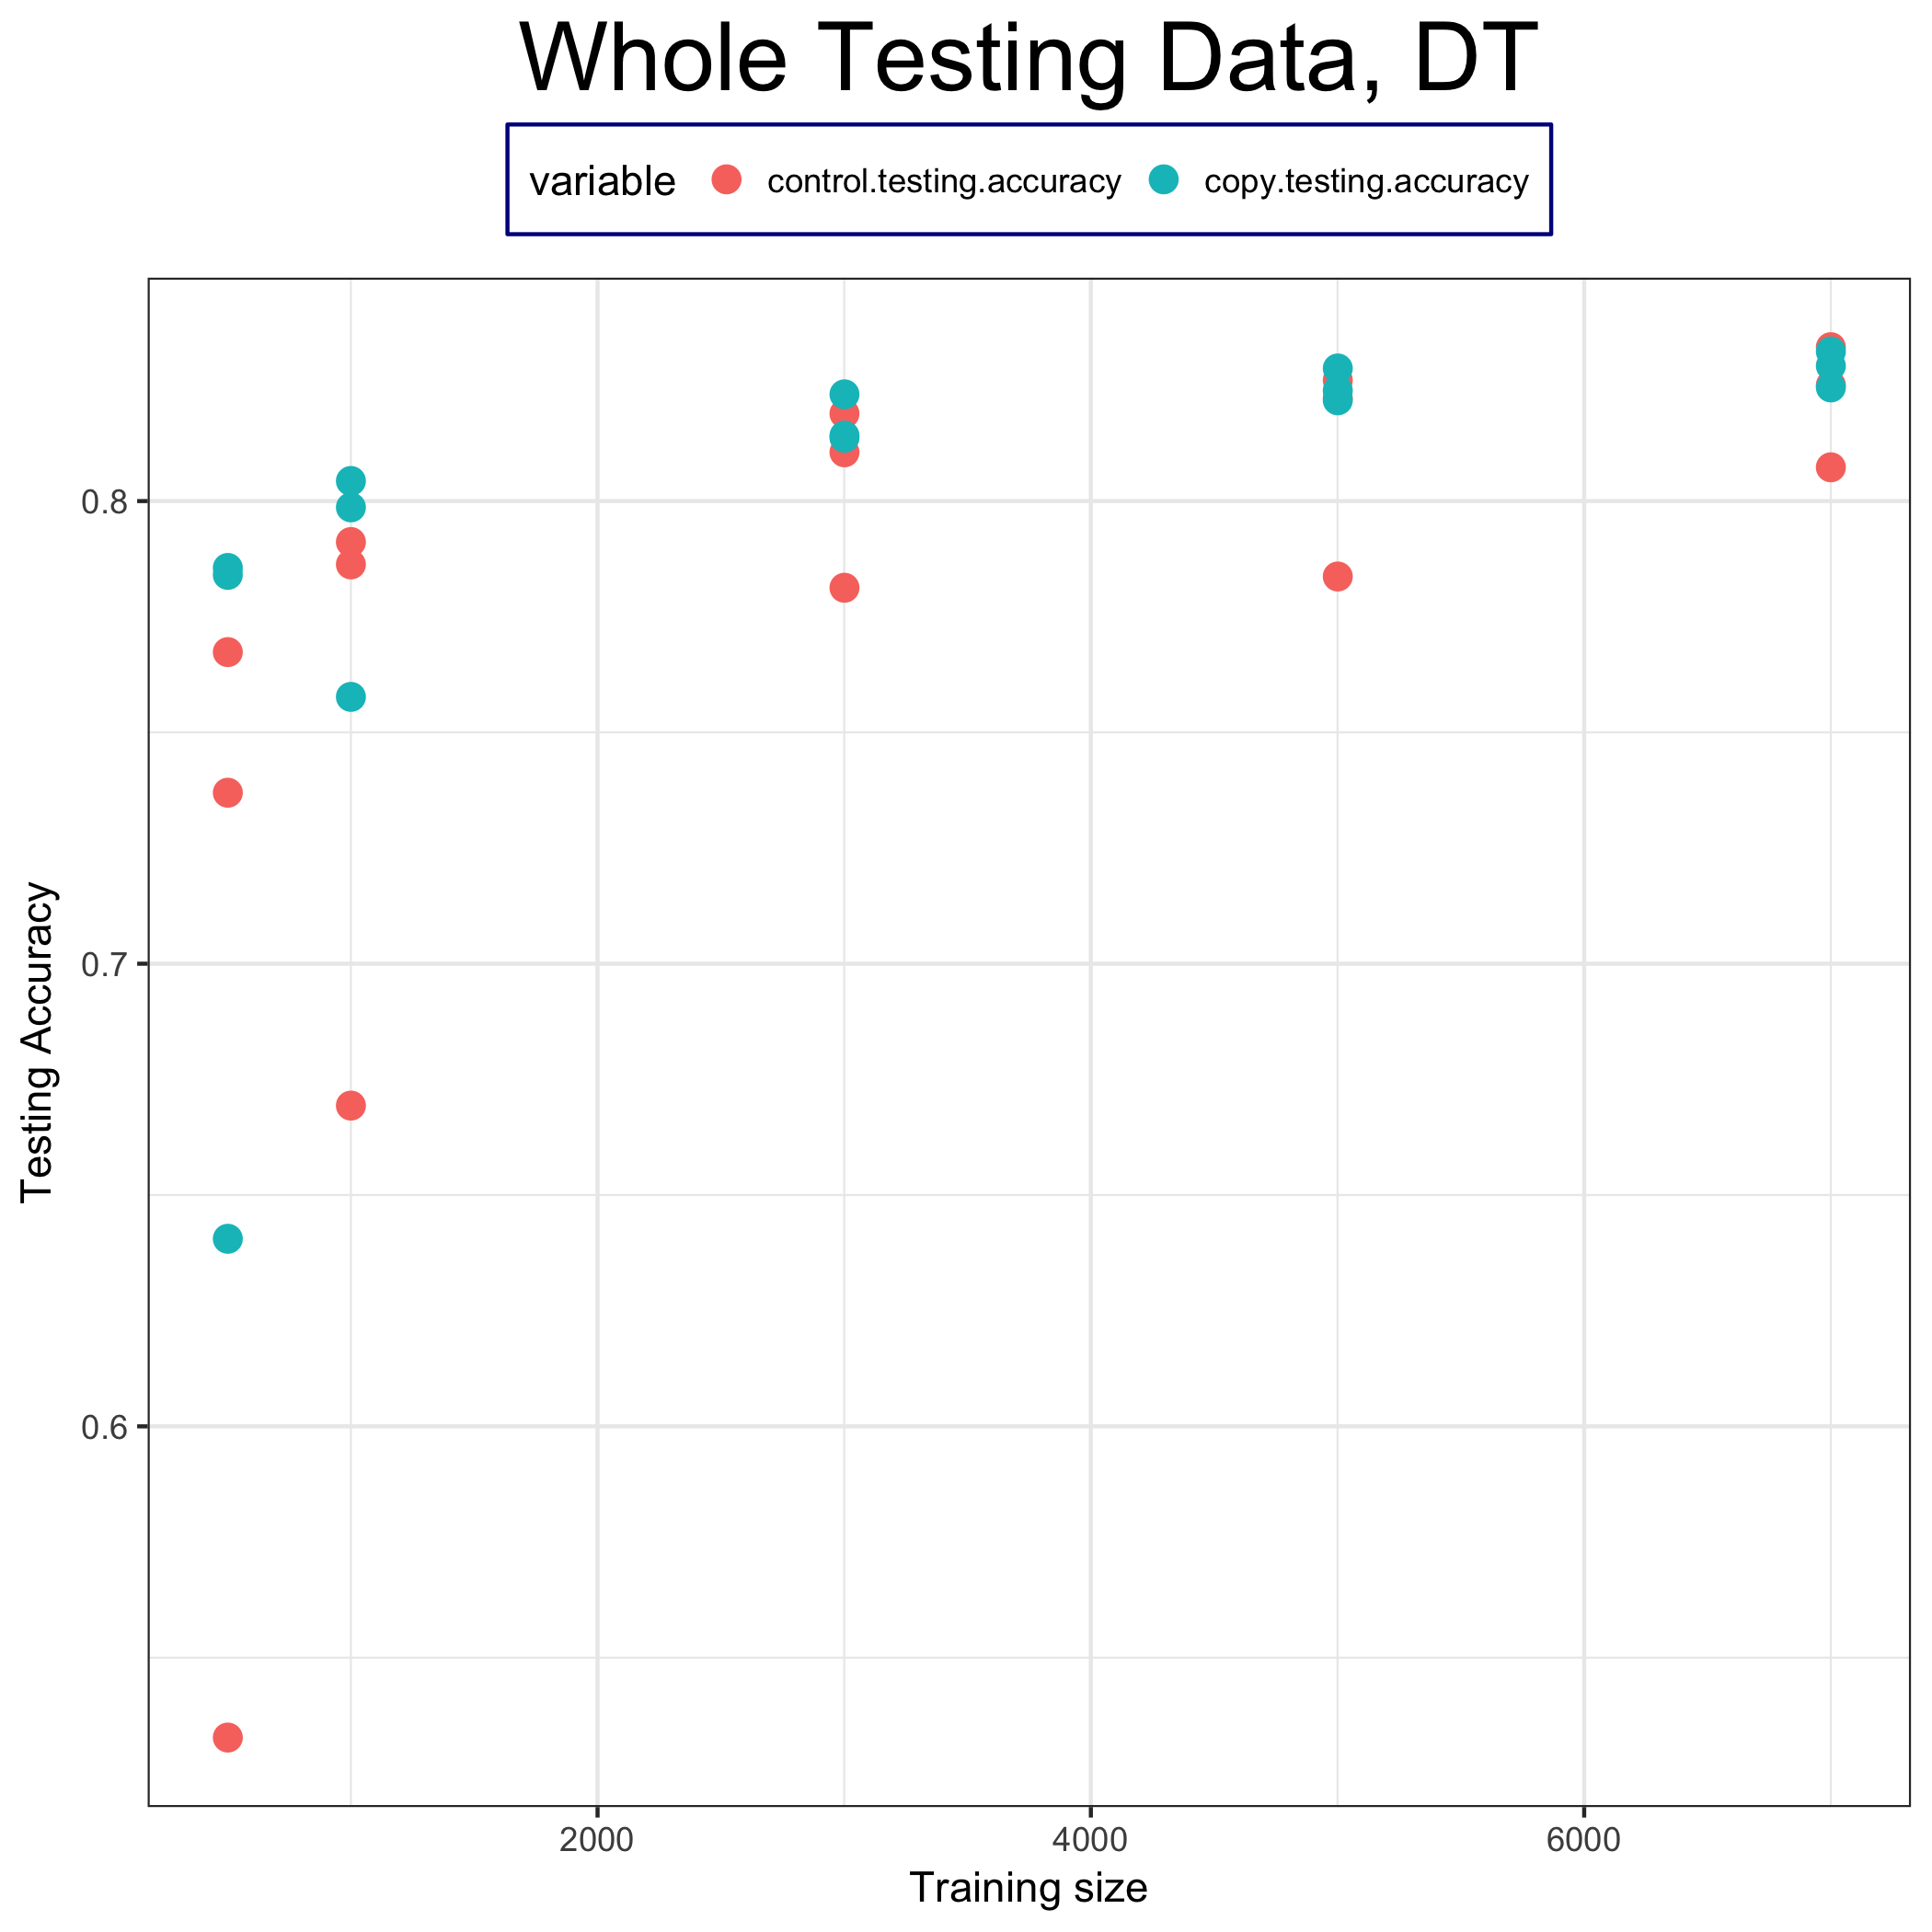 Whole Testing Data, DT
variable control.testing.accuracy copy.testing.accuracy
Testing Accuracy
0.8
0.7
0.6
2000 4000 6000
Training size